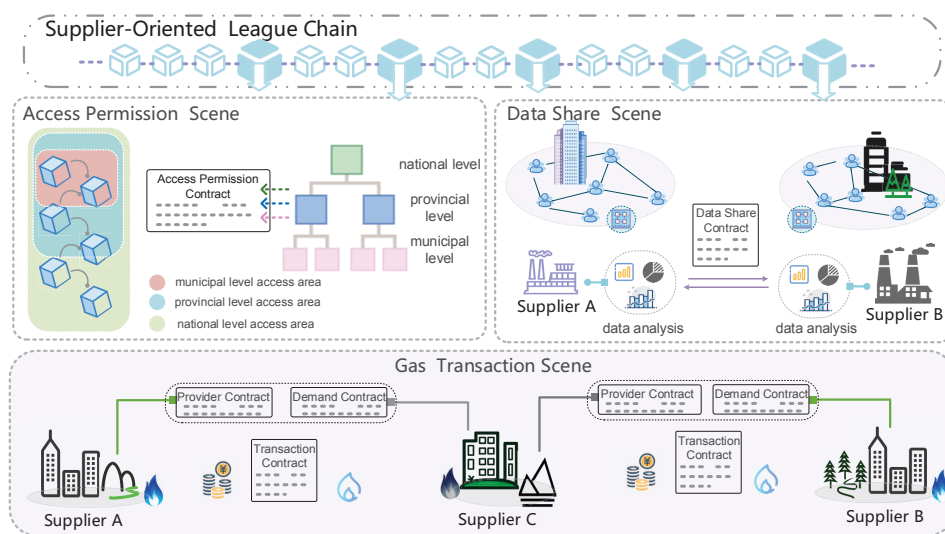 Supplier-Oriented League Chain
Access Permission Scene
Access Permission
Contract
national level
provincial
level
municipal
level
municipal level access area
provincial level access area
national level access area
Data Share Scene
Data Share
Contract
Supplier A
data analysis
data analysis
Supplier B
Gas Transaction Scene
Provider Contract
Demand Contract
Provider Contract
Demand Contract
Transaction
Contract
¥
Transaction
Contract
¥
Supplier A
Supplier C
Supplier B